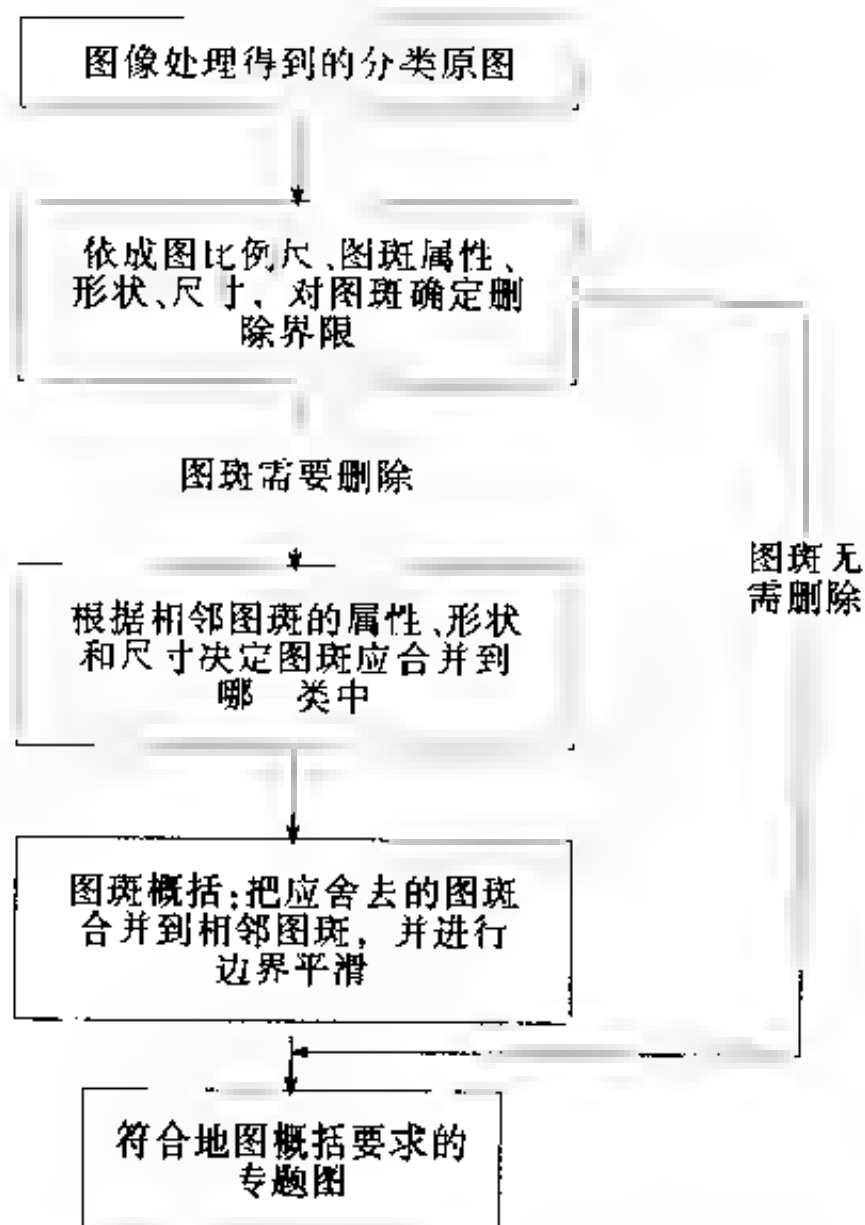 图像处理得到的分类原图
依成图比例尺、图斑属性、
形状、尺寸，对图斑确定删
除界限
图斑需要删除
图斑无
需删除
根据相邻图斑的属性、形状
和尺寸决定图斑应合并到
哪 类中
图斑概括：把应舍去的图斑
合并到相邻图斑，并进行
边界平滑
符合地图概括要求的
专题图